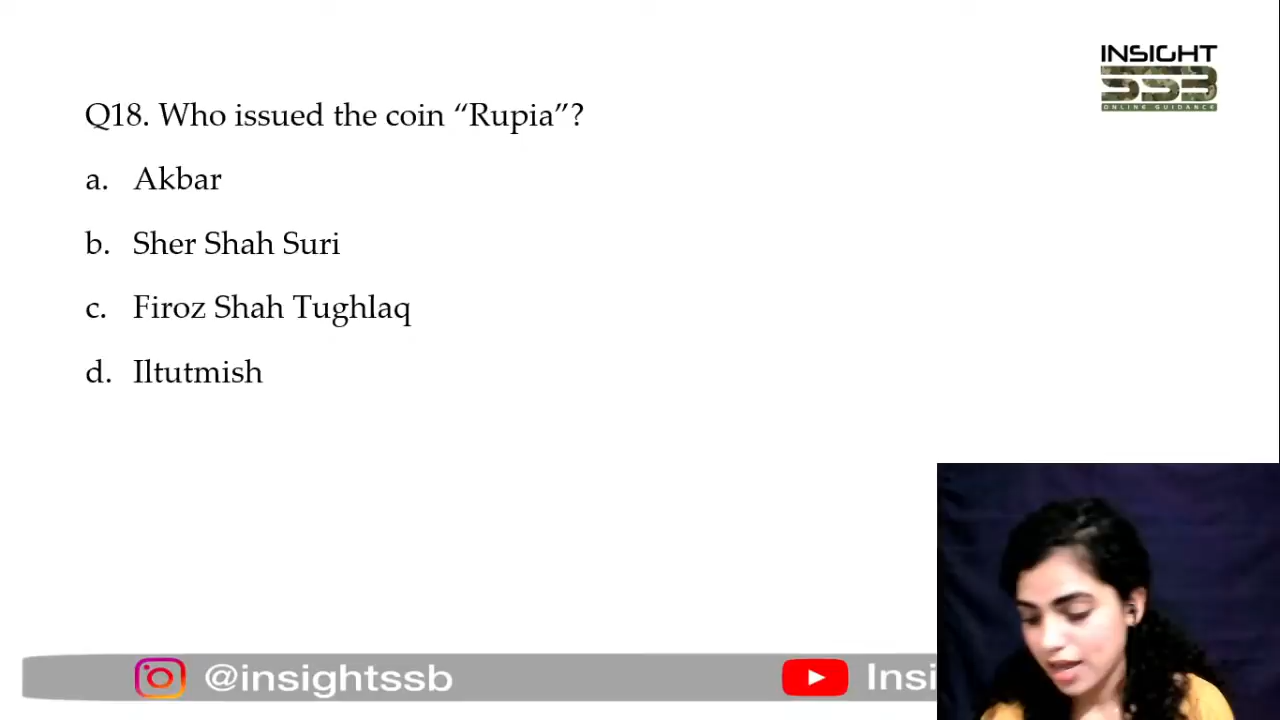 INSIGHT
SSB
ONLINE GUIDANCE
Q18. Who issued the coin “Rupia”?
a. Akbar
b. Sher Shah Suri
c. Firoz Shah Tughlaq
d. Iltutmish
@insightssb
Insi